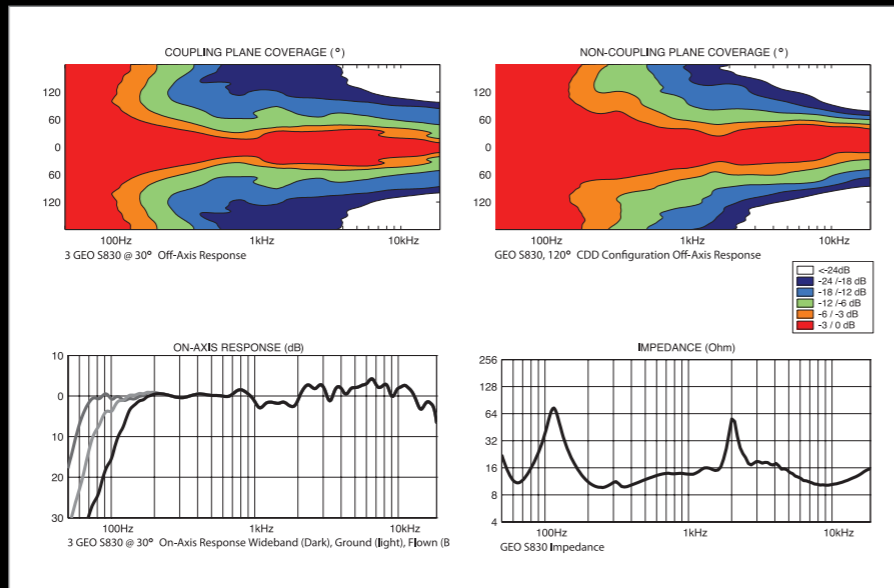 COUPLING PLANE COVERAGE (°)
120
60
0
60
120
100Hz 1kHz 10kHz
3 GEO S830 @ 30° Off-Axis Response
NON-COUPLING PLANE COVERAGE (°)
120
60
0
60
120
100Hz 1kHz 10kHz
GEO S830, 120° CDD Configuration Off-Axis Response
<-24dB
-24 /-18 dB
-18 /-12 dB
-12 /-6 dB
-6 / -3 dB
-3 / 0 dB
ON-AXIS RESPONSE (dB)
10
0
10
20
30
100Hz 1kHz 10kHz
3 GEO S830 @ 30° On-Axis Response Wideband (Dark), Ground (light), Flown (B
IMPEDANCE (Ohm)
256
128
64
32
16
8
4
100Hz 1kHz 10kHz
GEO S830 Impedance